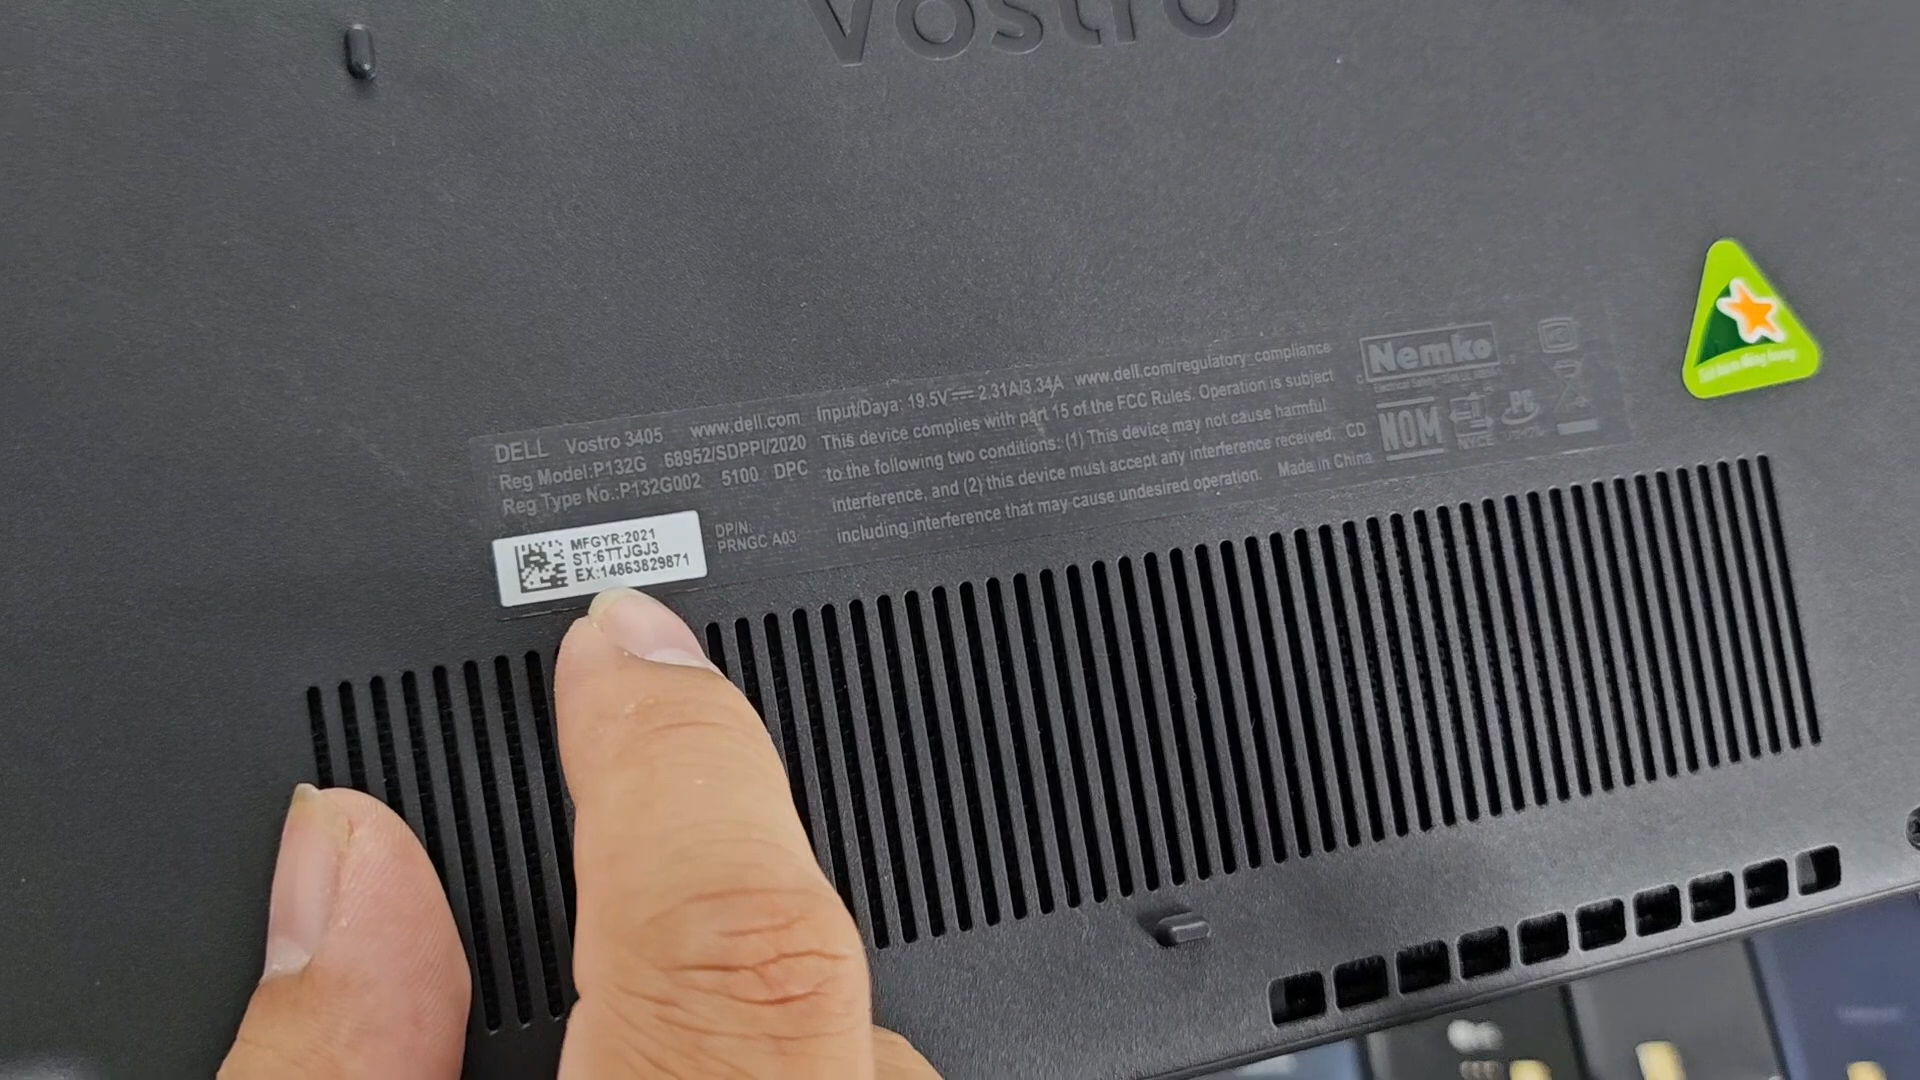 Vostro
DELL Vostro 3405 www.dell.com Input/Daya: 19.5V⎓2.31A/3.34A www.dell.com/regulatory_compliance
Reg Model:P132G 68952/SDPPI/2020
Reg Type No.:P132G002 5100 DPC
This device complies with part 15 of the FCC Rules. Operation is subject
to the following two conditions: (1) This device may not cause harmful
interference, and (2) this device must accept any interference received,
including interference that may cause undesired operation. Made in China
CD
MFGYR:2021
ST:6TTJGJ3
EX:14863829871
DP/N:
PRNGC A03
Nemko
NOM
NYCE